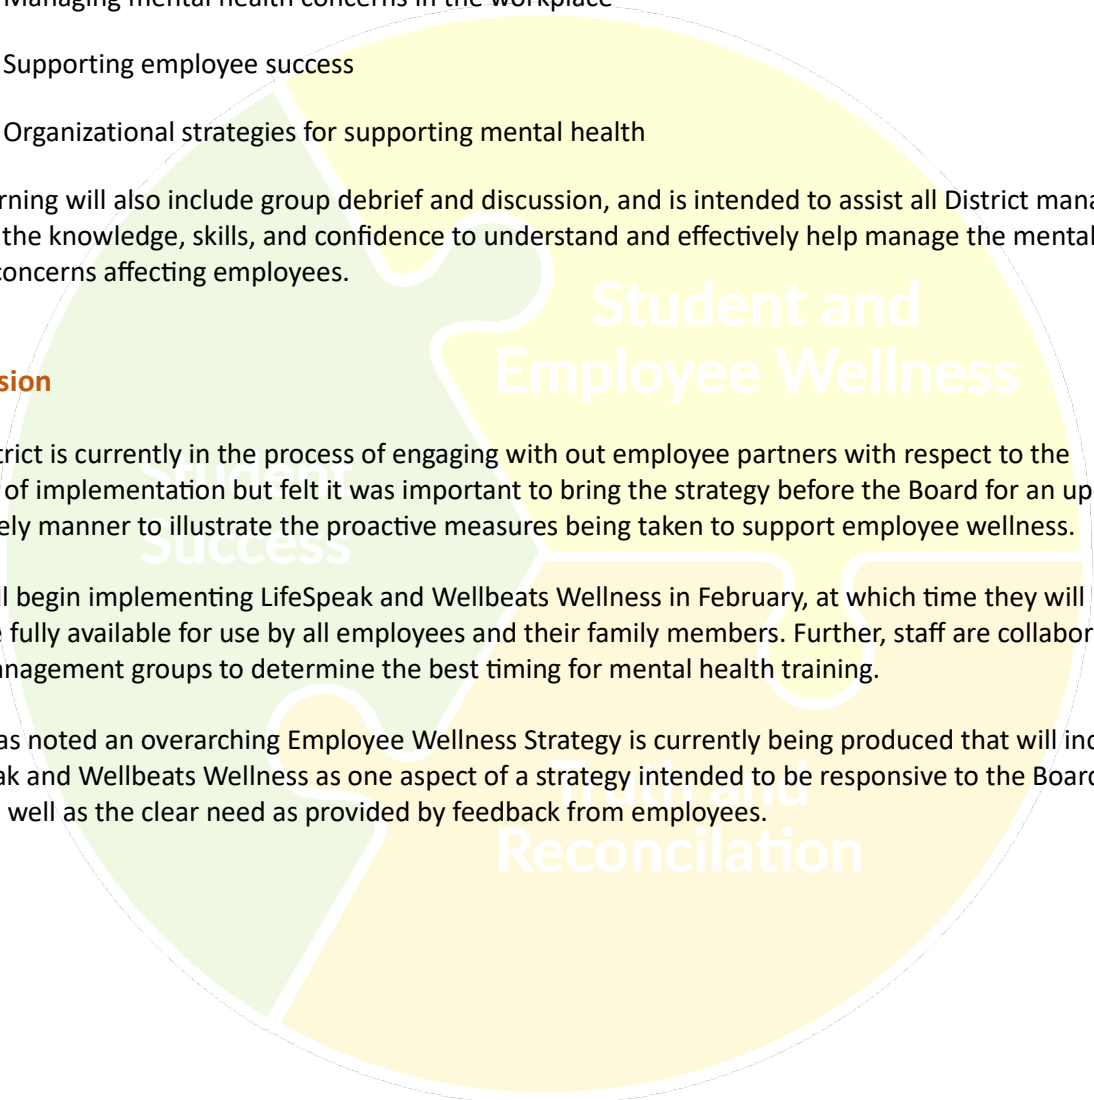 Managing mental health concerns in the workplace
Supporting employee success
Organizational strategies for supporting mental health
rning will also include group debrief and discussion, and is intended to assist all District mana
the knowledge, skills, and confidence to understand and effectively help manage the mental
concerns affecting employees.
Student and
Employee Wellness
sion
trict is currently in the process of engaging with out employee partners with respect to the
of implementation but felt it was important to bring the strategy before the Board for an up
ely manner to illustrate the proactive measures being taken to support employee wellness.
Student
Success
ll begin implementing LifeSpeak and Wellbeats Wellness in February, at which time they will
e fully available for use by all employees and their family members. Further, staff are collabor
nagement groups to determine the best timing for mental health training.
as noted an overarching Employee Wellness Strategy is currently being produced that will inc
ak and Wellbeats Wellness as one aspect of a strategy intended to be responsive to the Board
well as the clear need as provided by feedback from employees.
Truth and
Reconcilation